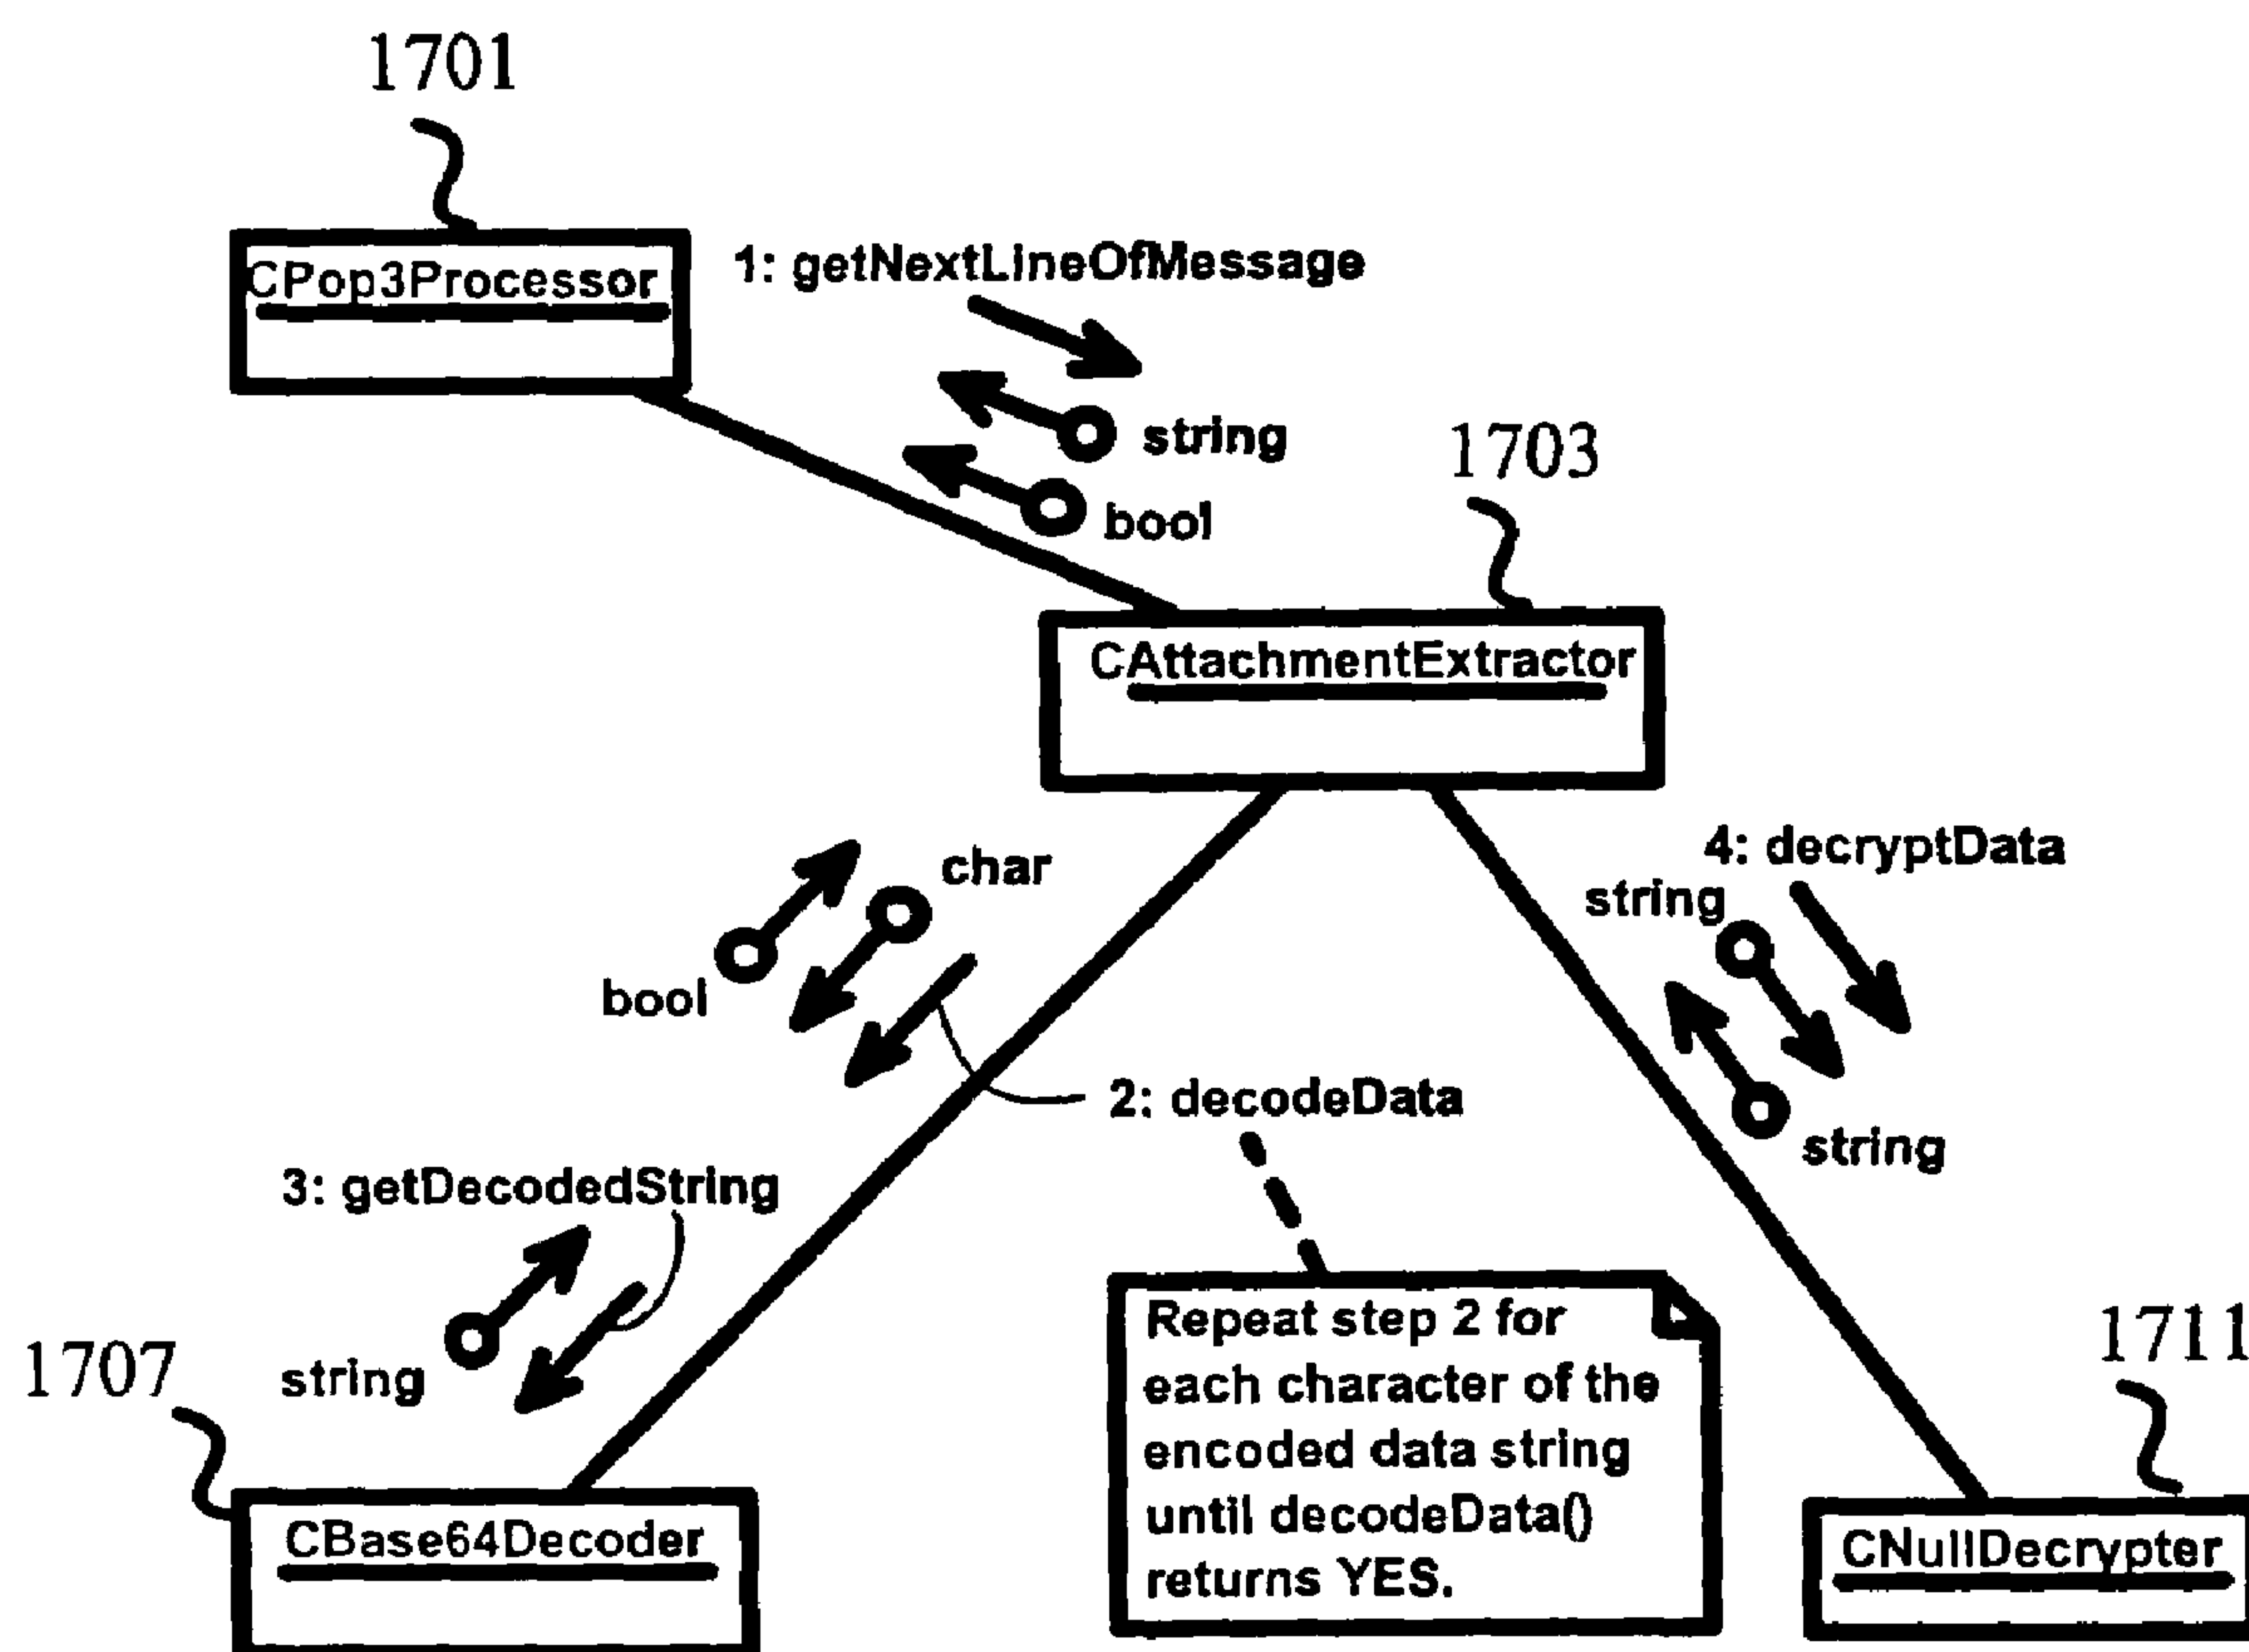 1701
CPop3Processor
1: getNextLineOfMessage
string
bool
1703
CAttachmentExtractor
char
bool
4: decryptData
string
string
2: decodeData
3: getDecodedString
string
1707
CBase64Decoder
Repeat step 2 for
each character of the
encoded data string
until decodeData()
returns YES.
1711
CNullDecrypter